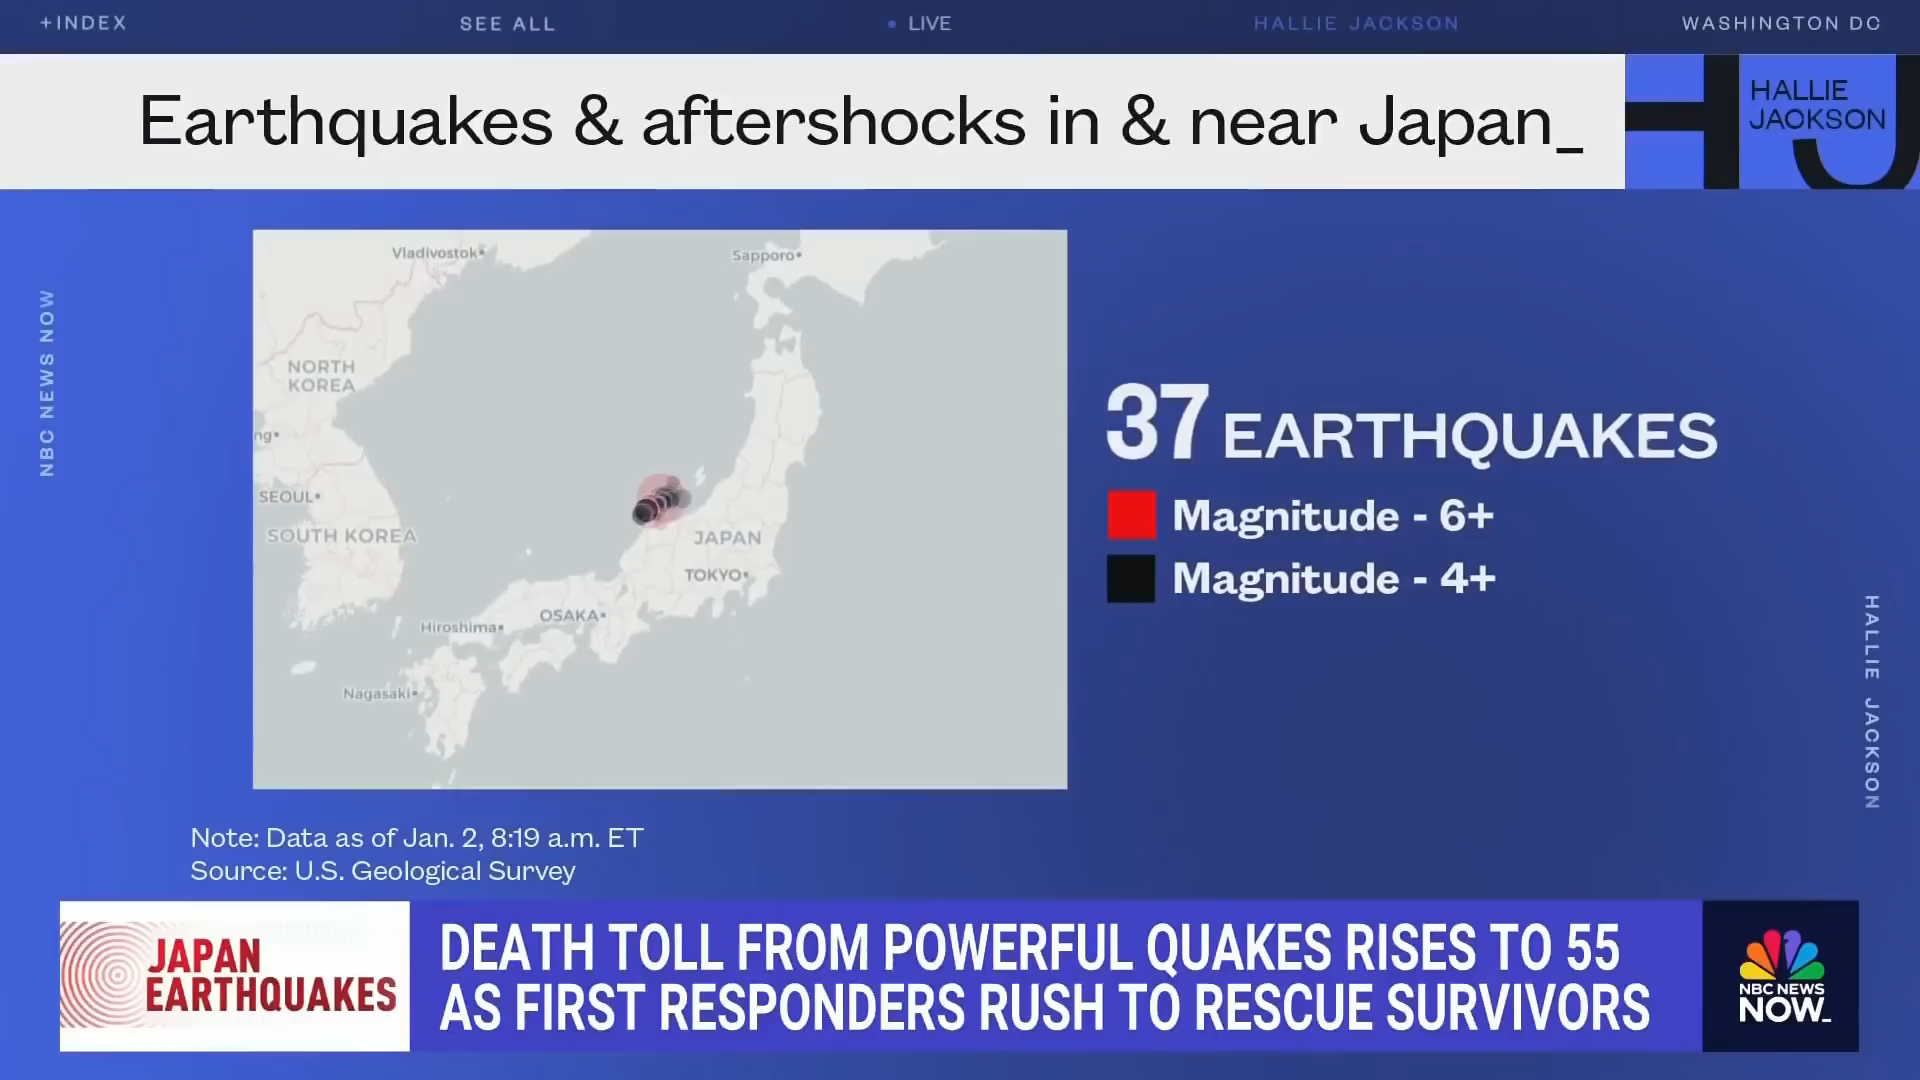 +INDEX
SEE ALL
• LIVE
HALLIE JACKSON
WASHINGTON DC
Earthquakes & aftershocks in & near Japan_
HJ
HALLIE
JACKSON
NBC NEWS NOW
Vladivostok
Sapporo
NORTH
KOREA
ng
SEOUL
SOUTH KOREA
JAPAN
TOKYO
OSAKA
Hiroshima
Nagasaki
37 EARTHQUAKES
Magnitude - 6+
Magnitude - 4+
HALLIE JACKSON
Note: Data as of Jan. 2, 8:19 a.m. ET
Source: U.S. Geological Survey
JAPAN
EARTHQUAKES
DEATH TOLL FROM POWERFUL QUAKES RISES TO 55
AS FIRST RESPONDERS RUSH TO RESCUE SURVIVORS
NBC NEWS
NOW_